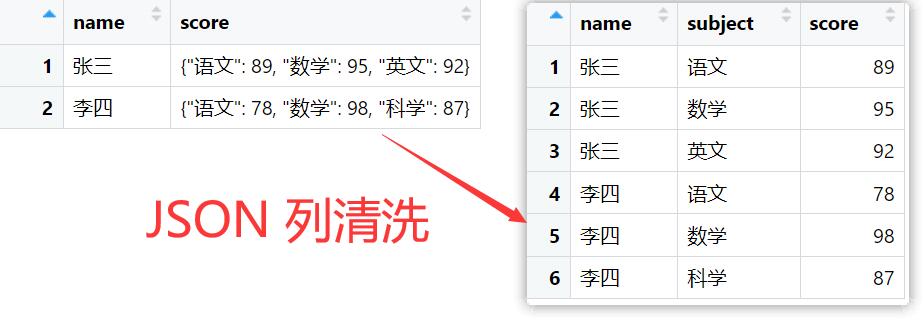 name score
1 张三 {"语文": 89, "数学": 95, "英文": 92}
2 李四 {"语文": 78, "数学": 98, "科学": 87}
JSON 列清洗
name subject score
1 张三 语文 89
2 张三 数学 95
3 张三 英文 92
4 李四 语文 78
5 李四 数学 98
6 李四 科学 87